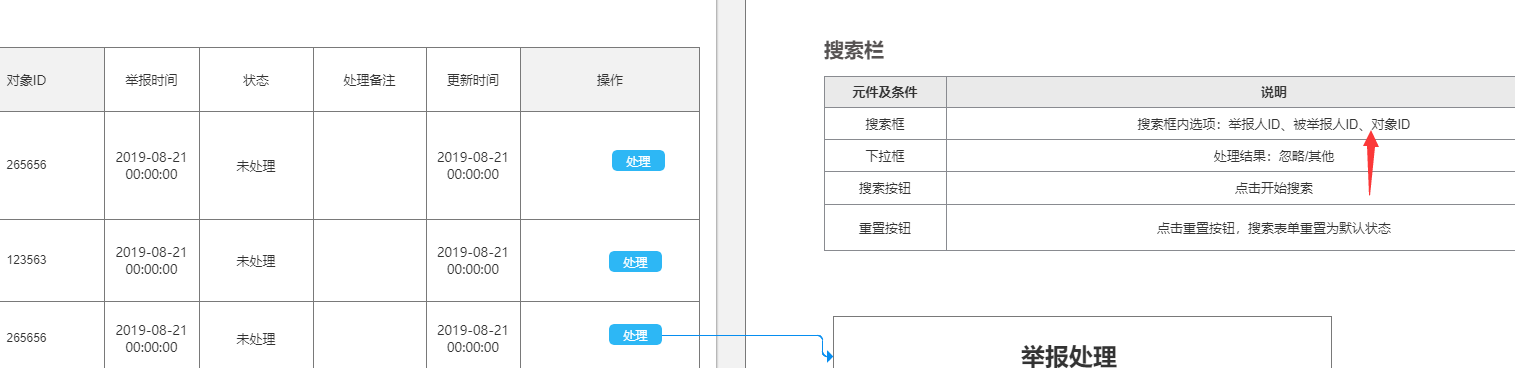 对象ID 举报时间 状态 处理备注 更新时间 操作
265656 2019-08-21 00:00:00 未处理 2019-08-21 00:00:00 处理
123563 2019-08-21 00:00:00 未处理 2019-08-21 00:00:00 处理
265656 2019-08-21 00:00:00 未处理 2019-08-21 00:00:00 处理
搜索栏
元件及条件 说明
搜索框 搜索框内选项：举报人ID、被举报人ID、对象ID
下拉框 处理结果：忽略/其他
搜索按钮 点击开始搜索
重置按钮 点击重置按钮，搜索表单重置为默认状态
举报处理